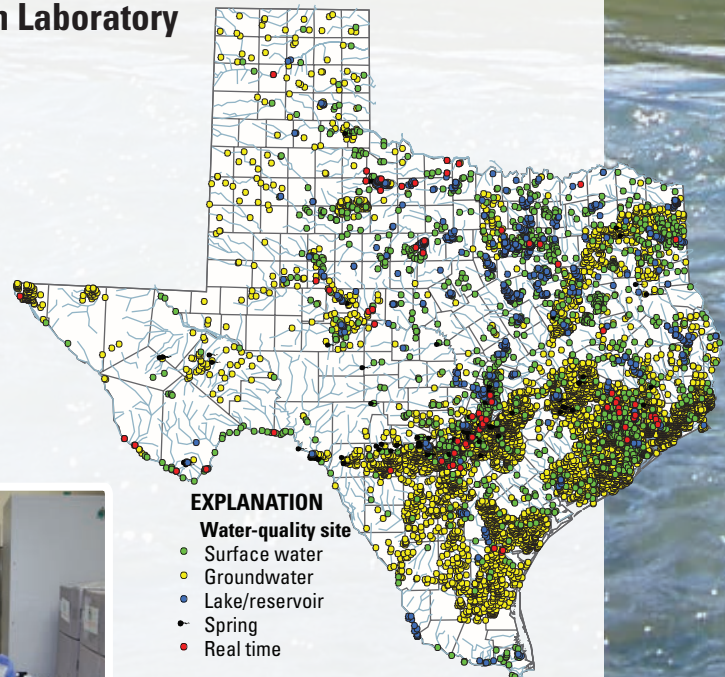 Laboratory
EXPLANATION
Water-quality site
Surface water
Groundwater
Lake/reservoir
Spring
Real time